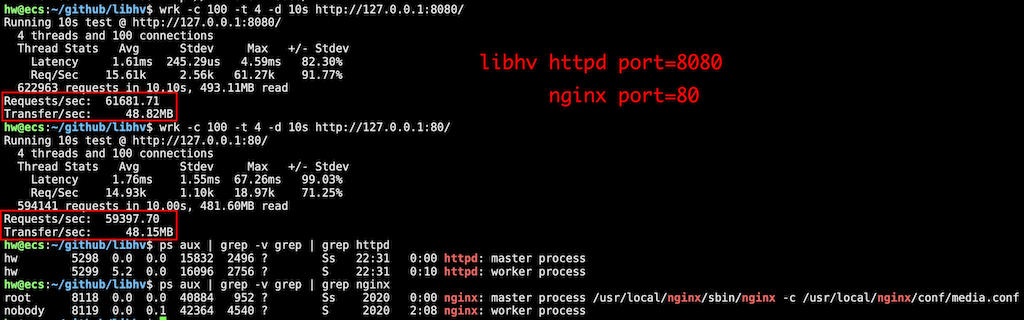 hw@ecs:~/github/libhv$ wrk -c 100 -t 4 -d 10s http://127.0.0.1:8080/
Running 10s test @ http://127.0.0.1:8080/
  4 threads and 100 connections
  Thread Stats   Avg      Stdev     Max   +/- Stdev
    Latency     1.61ms  245.29us   4.59ms   82.30%
    Req/Sec    15.61k     2.56k   61.27k    91.77%
  622963 requests in 10.10s, 493.11MB read
Requests/sec:  61681.71
Transfer/sec:     48.82MB
libhv httpd port=8080
nginx port=80
hw@ecs:~/github/libhv$ wrk -c 100 -t 4 -d 10s http://127.0.0.1:80/
Running 10s test @ http://127.0.0.1:80/
  4 threads and 100 connections
  Thread Stats   Avg      Stdev     Max   +/- Stdev
    Latency     1.76ms    1.55ms  67.26ms   99.03%
    Req/Sec    14.93k     1.10k   18.97k    71.25%
  594141 requests in 10.00s, 481.60MB read
Requests/sec:  59397.70
Transfer/sec:     48.15MB
hw@ecs:~/github/libhv$ ps aux | grep -v grep | grep httpd
hw        5298  0.0  0.0  15832  2496 ?        Ss   22:31   0:00 httpd: master process
hw        5299  5.2  0.0  16096  2756 ?        S    22:31   0:10 httpd: worker process
hw@ecs:~/github/libhv$ ps aux | grep -v grep | grep nginx
root      8118  0.0  0.0  40884   952 ?        Ss    2020   0:00 nginx: master process /usr/local/nginx/sbin/nginx -c /usr/local/nginx/conf/media.conf
nobody    8119  0.0  0.1  42364  4540 ?        S     2020   2:08 nginx: worker process